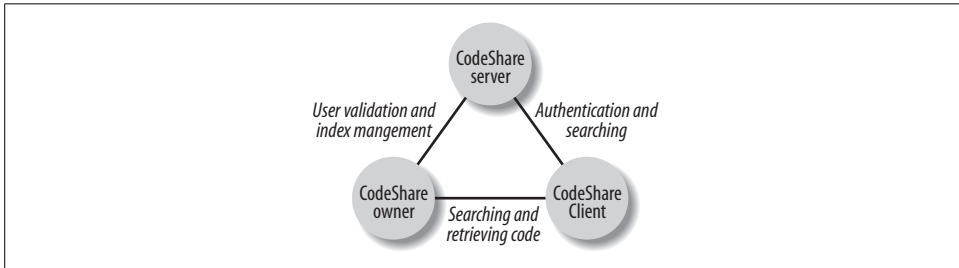 CodeShare
server
User validation and
index mangement
Authentication and
searching
CodeShare
owner
Searching and
retrieving code
CodeShare
Client